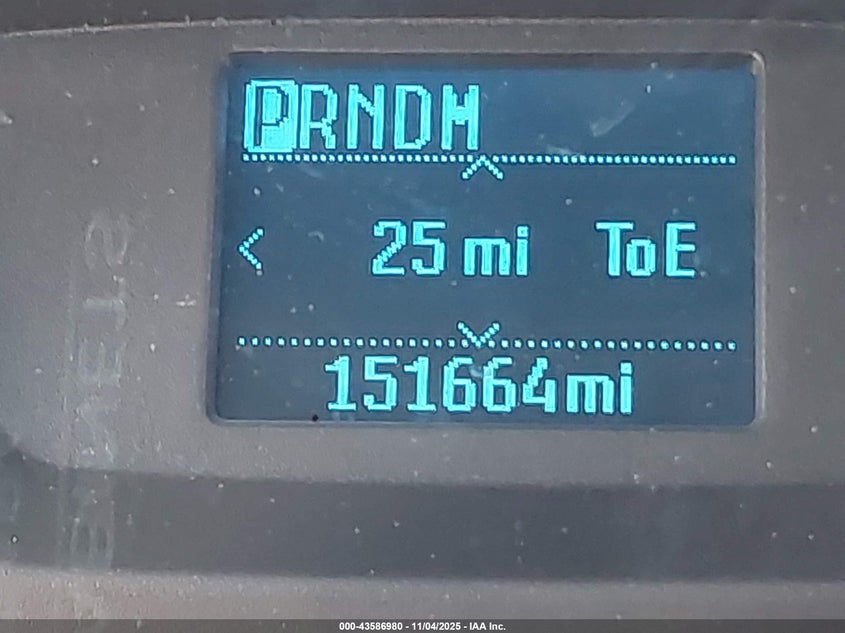 PRNDM
25 mi ToE
151664mi
000-43586980 - 11/04/2025 - IAA Inc.